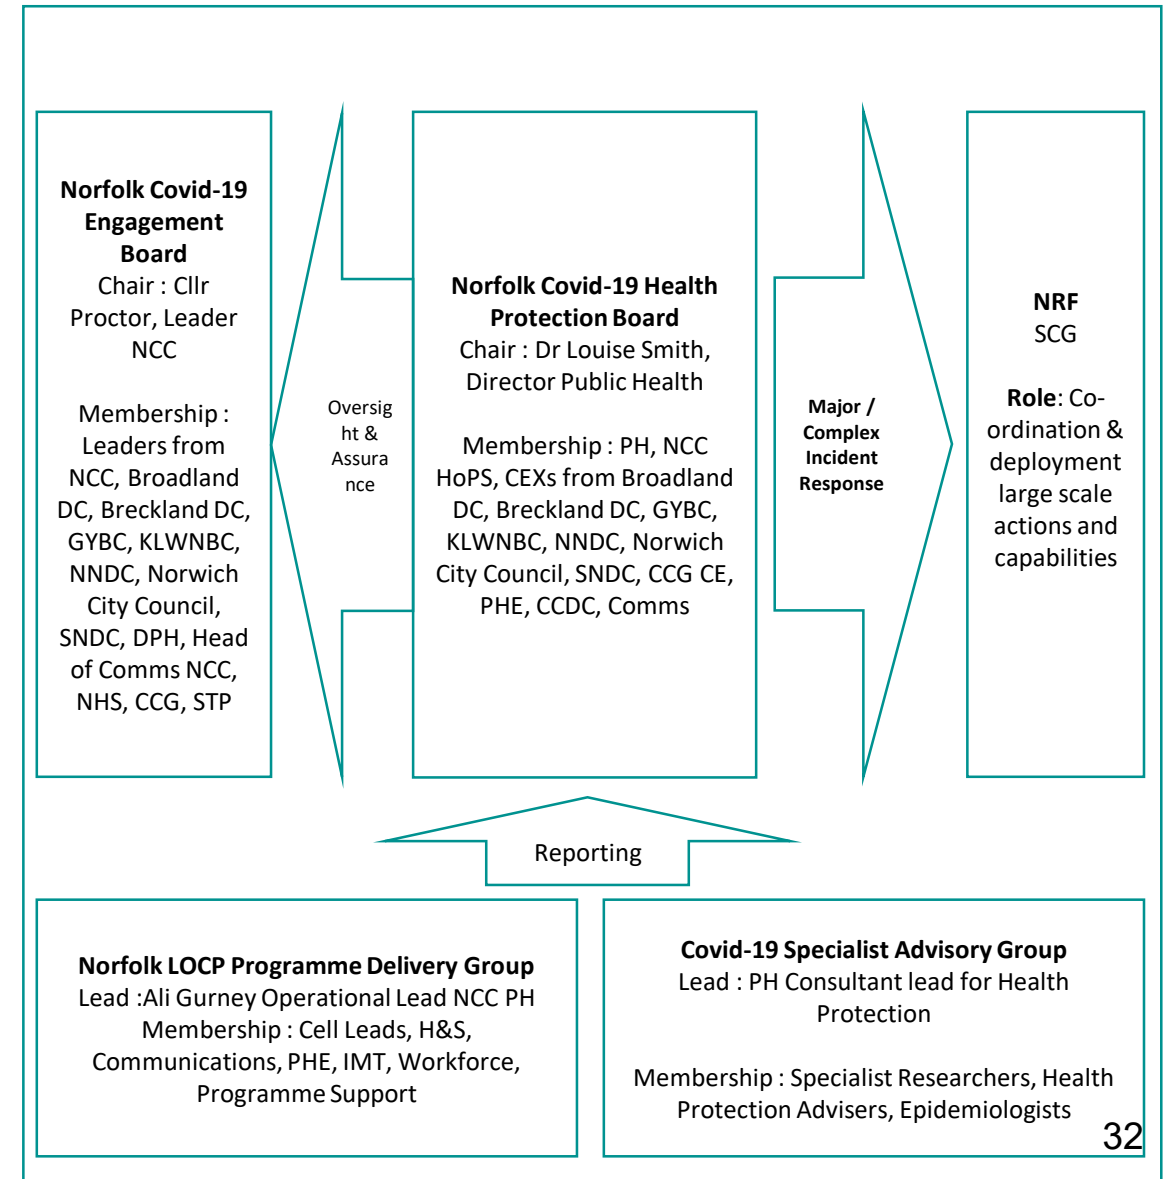 Norfolk Covid-19
Engagement
Board
Chair : Cllr
Proctor, Leader
NCC
Membership :
Leaders from
NCC, Broadland
DC, Breckland DC,
GYBC, KLWNBC,
NNDC, Norwich
City Council,
SNDC, DPH, Head
of Comms NCC,
NHS, CCG, STP
Oversig
ht &
Assura
nce
Norfolk Covid-19 Health
Protection Board
Chair : Dr Louise Smith,
Director Public Health
Membership : PH, NCC
HoPS, CEXs from Broadland
DC, Breckland DC, GYBC,
KLWNBC, NNDC, Norwich
City Council, SNDC, CCG CE,
PHE, CCDC, Comms
Major /
Complex
Incident
Response
NRF
SCG
Role: Co-
ordination &
deployment
large scale
actions and
capabilities
Reporting
Norfolk LOCP Programme Delivery Group
Lead :Ali Gurney Operational Lead NCC PH
Membership : Cell Leads, H&S,
Communications, PHE, IMT, Workforce,
Programme Support
Covid-19 Specialist Advisory Group
Lead : PH Consultant lead for Health
Protection
Membership : Specialist Researchers, Health
Protection Advisers, Epidemiologists
32